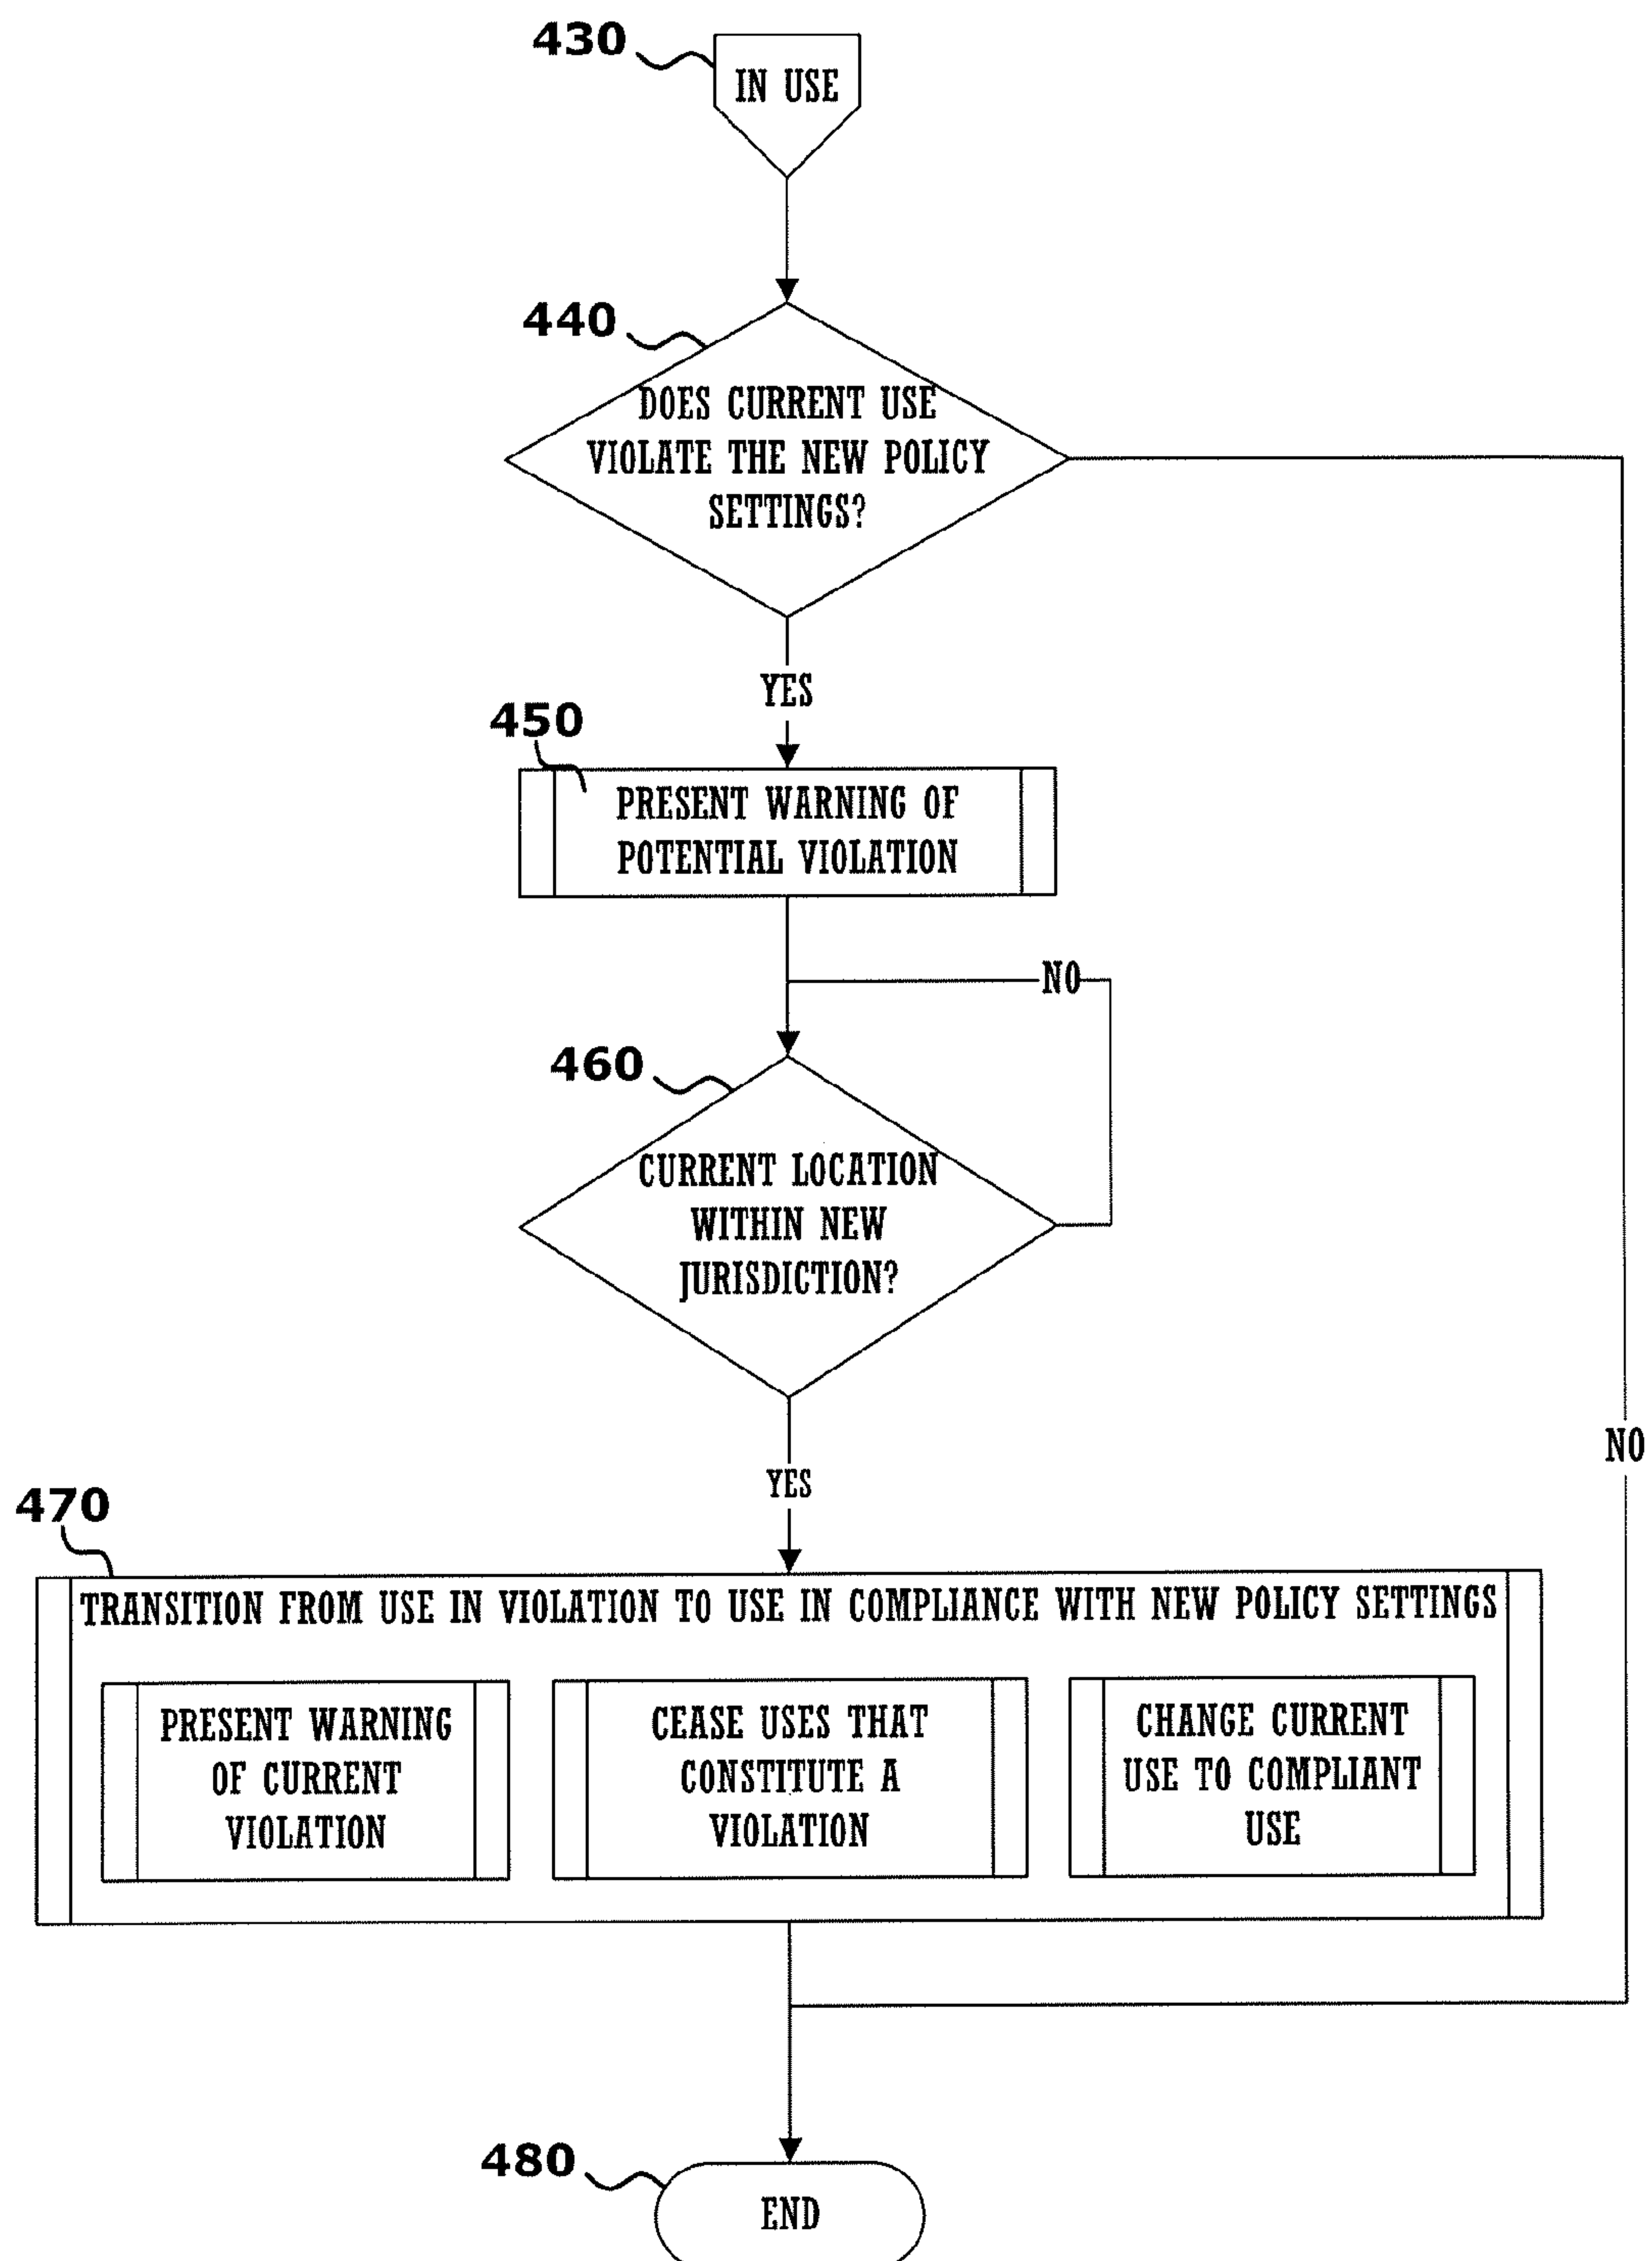 430
IN USE
440
DOES CURRENT USE
VIOLATE THE NEW POLICY
SETTINGS?
YES
450
PRESENT WARNING OF
POTENTIAL VIOLATION
NO
460
CURRENT LOCATION
WITHIN NEW
JURISDICTION?
NO
YES
470
TRANSITION FROM USE IN VIOLATION TO USE IN COMPLIANCE WITH NEW POLICY SETTINGS
PRESENT WARNING
OF CURRENT
VIOLATION
CEASE USES THAT
CONSTITUTE A
VIOLATION
CHANGE CURRENT
USE TO COMPLIANT
USE
480
END